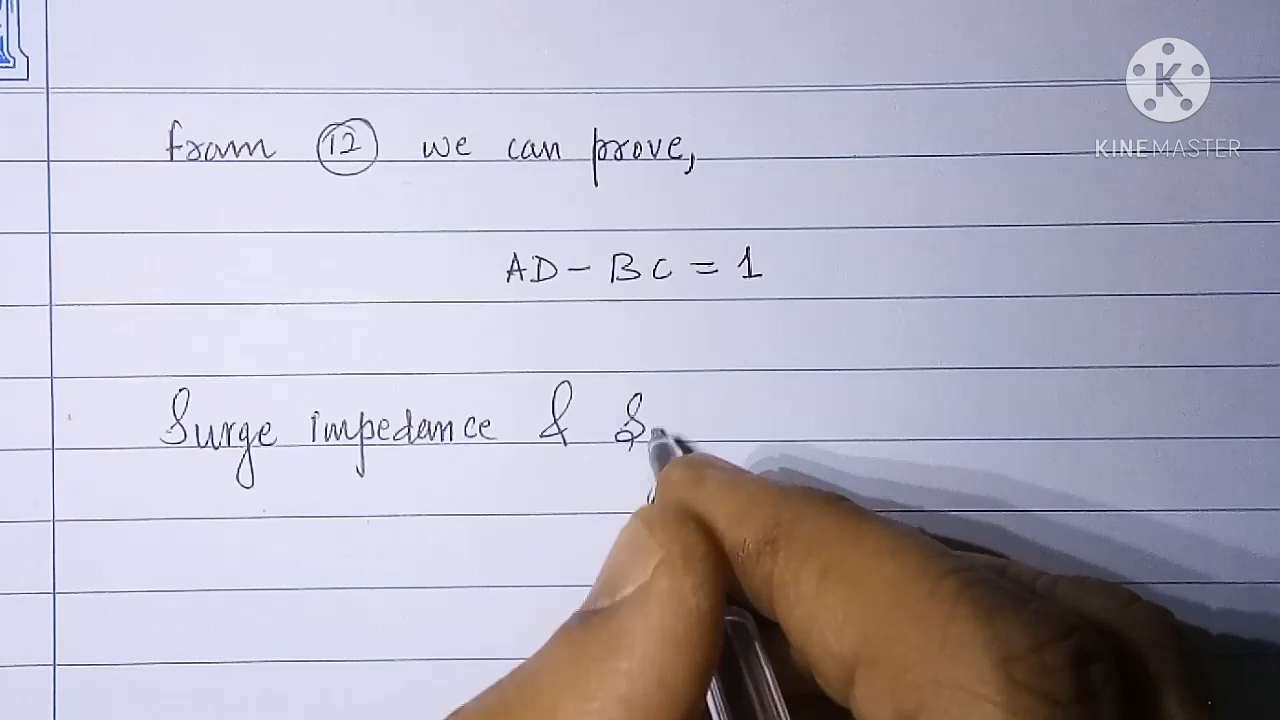 K
KINEMASTER
from 12 we can prove,
AD - BC = 1
Surge impedance & S